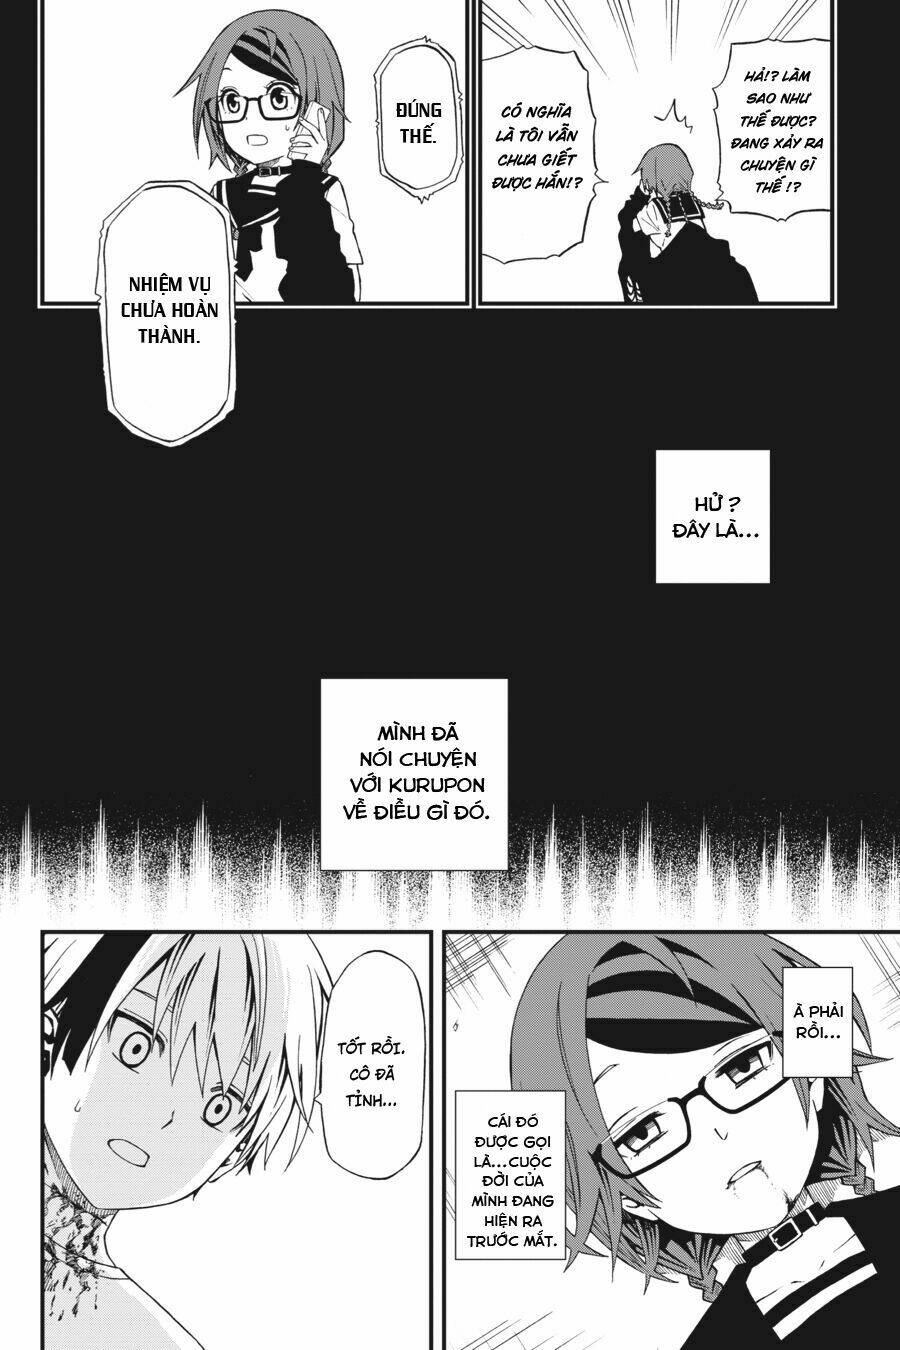 HẢ!? LÀM
SAO NHƯ
THẾ ĐƯỢC?
ĐANG XẢY RA
CHUYỆN GÌ
THẾ !?
CÓ NGHĨA
LÀ TÔI VẪN
CHƯA GIẾT
ĐƯỢC HẮN!?
ĐÚNG
THẾ.
NHIỆM VỤ
CHƯA HOÀN
THÀNH.
HỬ ?
ĐÂY LÀ...
MÌNH ĐÃ
NÓI CHUYỆN
VỚI KURUPON
VỀ ĐIỀU GÌ ĐÓ.
À PHẢI
RỒI...
CÁI ĐÓ
ĐƯỢC GỌI
LÀ...CUỘC
ĐỜI CỦA
MÌNH ĐANG
HIỆN RA
TRƯỚC MẮT.
TỐT RỒI.
CÔ ĐÃ
TỈNH...